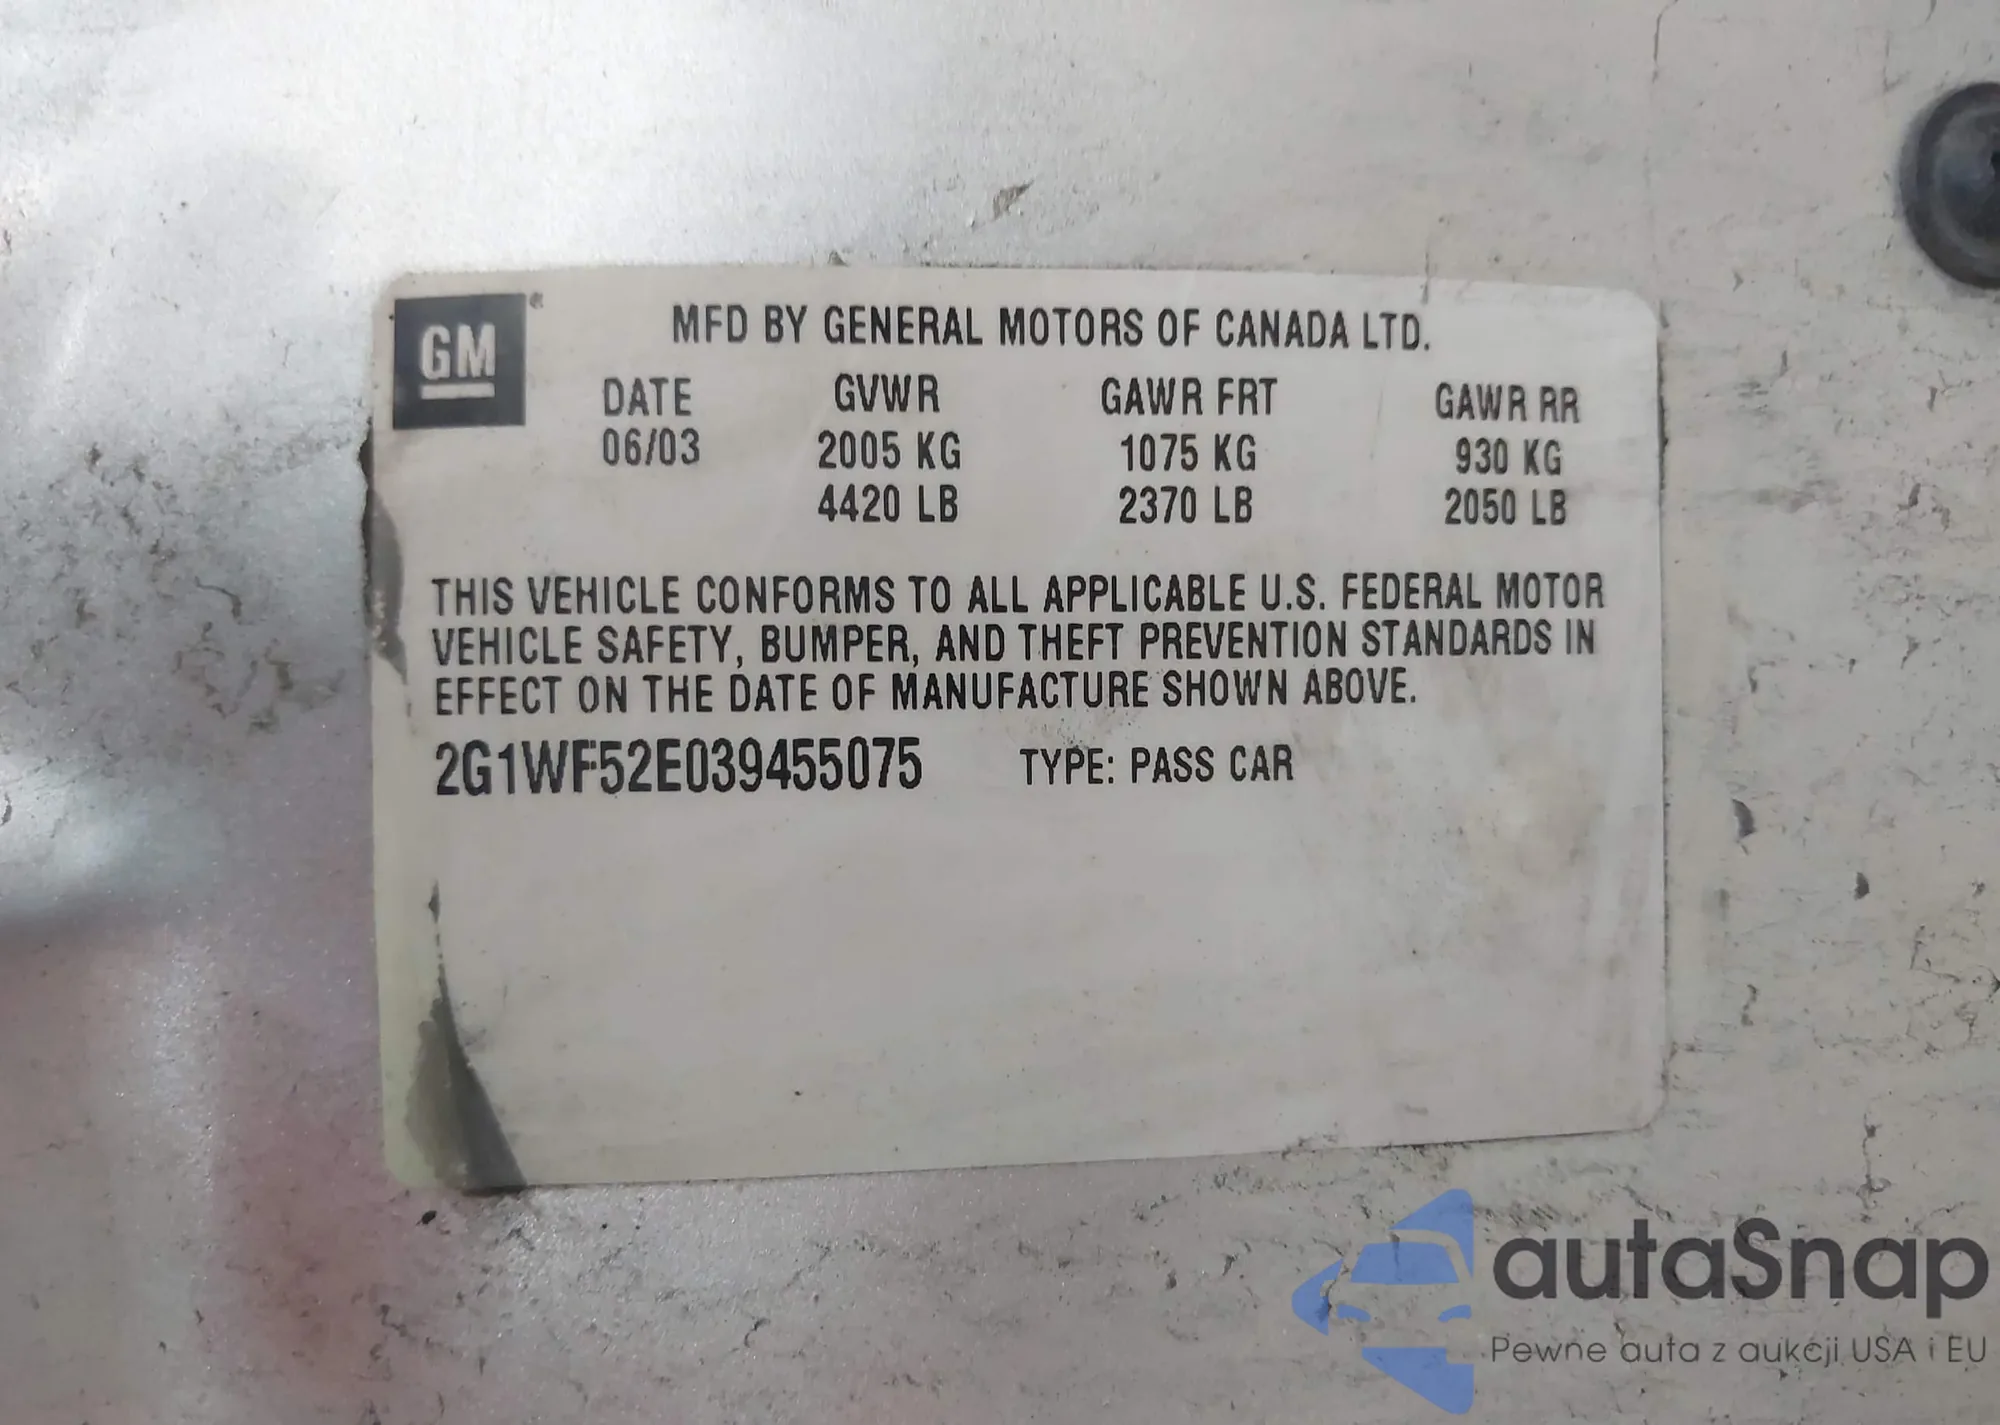 GM®
MFD BY GENERAL MOTORS OF CANADA LTD.
DATE GVWR GAWR FRT GAWR RR
06/03 2005 KG 1075 KG 930 KG
4420 LB 2370 LB 2050 LB
THIS VEHICLE CONFORMS TO ALL APPLICABLE U.S. FEDERAL MOTOR
VEHICLE SAFETY, BUMPER, AND THEFT PREVENTION STANDARDS IN
EFFECT ON THE DATE OF MANUFACTURE SHOWN ABOVE.
2G1WF52E039455075 TYPE: PASS CAR
autaSnap
Pewne auta z aukcji USA i EU